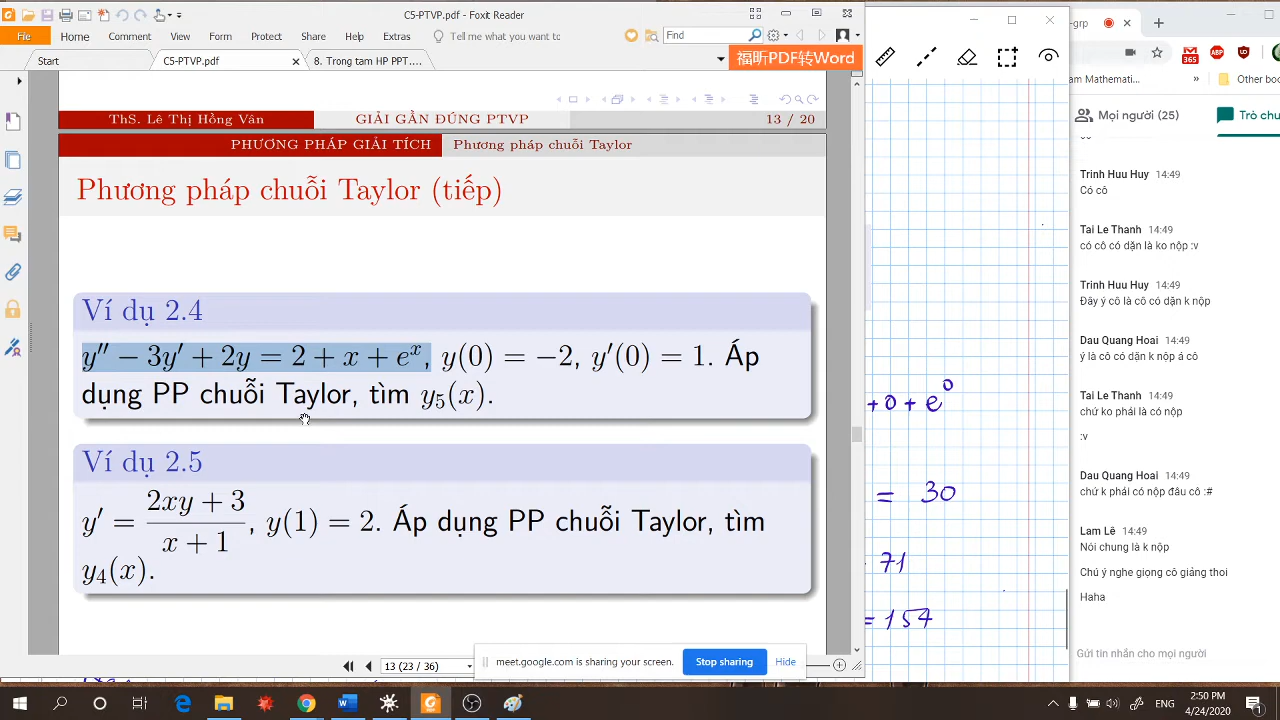 C5-PTVP.pdf - Foxit Reader
File Home Comment View Form Protect Share Help Extras Tell me what you want... Find
Start C5-PTVP.pdf 8. Trong tam HP PPT....
福昕PDF转Word
ThS. Lê Thị Hồng Vân GIẢI GẦN ĐÚNG PTVP 13 / 20
PHƯƠNG PHÁP GIẢI TÍCH Phương pháp chuỗi Taylor
Phương pháp chuỗi Taylor (tiếp)
Ví dụ 2.4
y″ − 3y′ + 2y = 2 + x + eˣ, y(0) = −2, y′(0) = 1. Áp
dụng PP chuỗi Taylor, tìm y₅(x).
Ví dụ 2.5
y′ = (2xy + 3)/(x + 1), y(1) = 2. Áp dụng PP chuỗi Taylor, tìm
y₄(x).
13 (23 / 36)
meet.google.com is sharing your screen. Stop sharing Hide
+ 0 + e⁰
= 30
71
= 157
-grp
365
ABP
am Mathemati... » Other boo
Mọi người (25) Trò chu
Trinh Huu Huy 14:49
Có cô
Tai Le Thanh 14:49
có cô có dặn là ko nộp :v
Trinh Huu Huy 14:49
Đây ý cô là cô có dặn k nộp
Dau Quang Hoai 14:49
ý là cô có dặn k nộp á cô
Tai Le Thanh 14:49
chứ ko phải là có nộp
:v
Dau Quang Hoai 14:49
chứ k phải có nộp đâu cô :#
Lam Lê 14:49
Nói chung là k nộp
Chú ý nghe giọng cô giảng thoi
Haha
Gửi tin nhắn cho mọi người
ENG
2:50 PM
4/24/2020